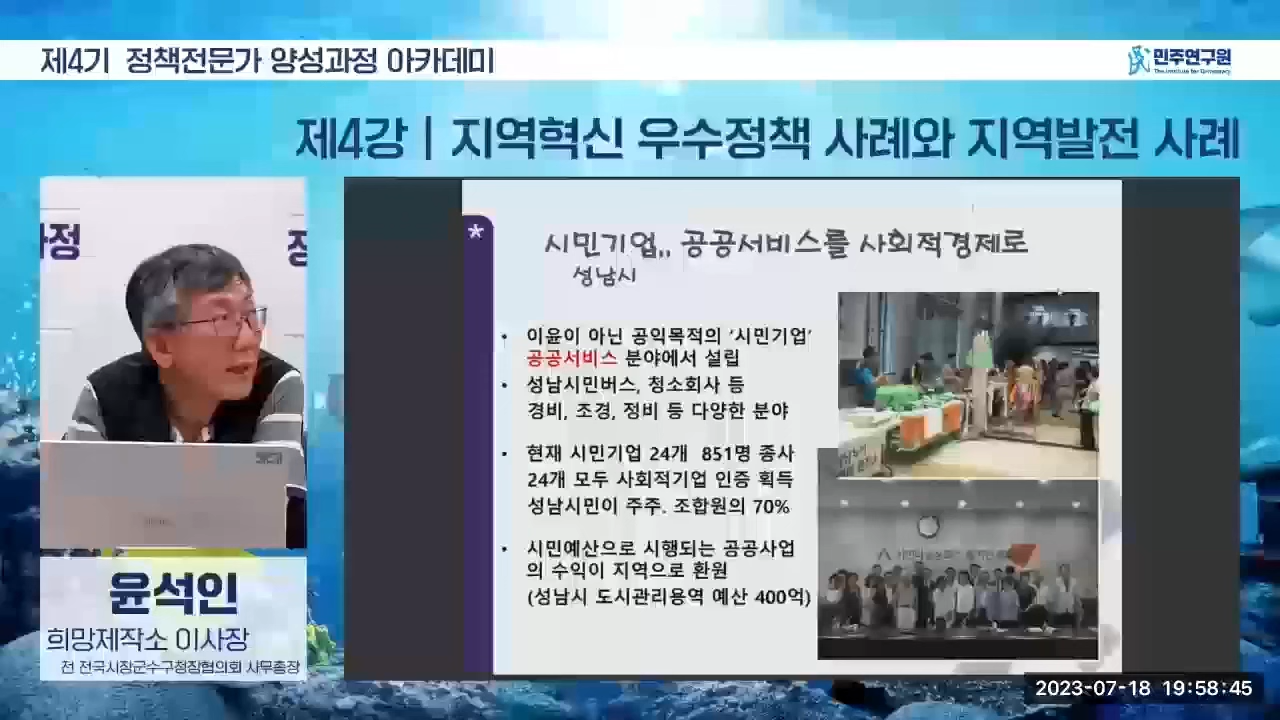 제4기 정책전문가 양성과정 아카데미
민주연구원
The Institute for Democracy
제4강 | 지역혁신 우수정책 사례와 지역발전 사례
*
시민기업,, 공공서비스를 사회적경제로
성남시
• 이윤이 아닌 공익목적의 ‘시민기업’
공공서비스 분야에서 설립
• 성남시민버스, 청소회사 등
경비, 조경, 정비 등 다양한 분야
• 현재 시민기업 24개 851명 종사
24개 모두 사회적기업 인증 획득
성남시민이 주주. 조합원의 70%
• 시민예산으로 시행되는 공공사업
의 수익이 지역으로 환원
(성남시 도시관리용역 예산 400억)
윤석인
희망제작소 이사장
전 전국시장군수구청장협의회 사무총장
2023-07-18 19:58:45